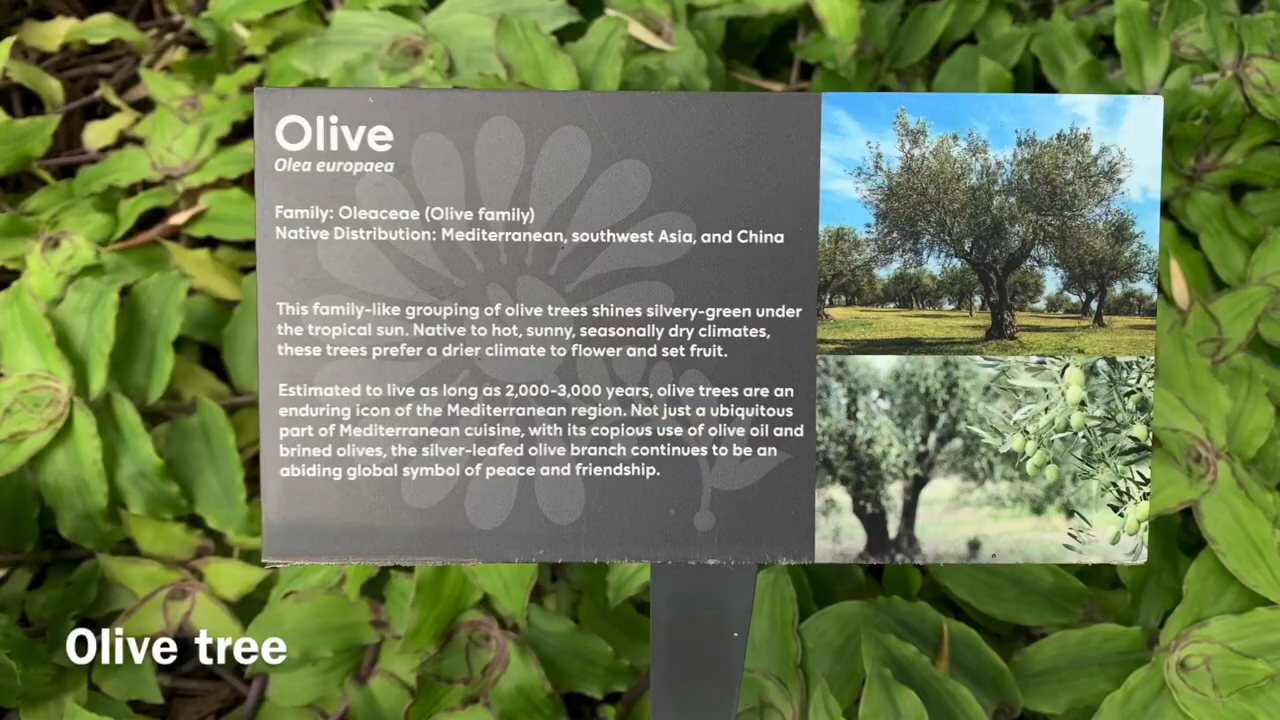 Olive
Olea europaea
Family: Oleaceae (Olive family)
Native Distribution: Mediterranean, southwest Asia, and China
This family-like grouping of olive trees shines silvery-green under
the tropical sun. Native to hot, sunny, seasonally dry climates,
these trees prefer a drier climate to flower and set fruit.
Estimated to live as long as 2,000-3,000 years, olive trees are an
enduring icon of the Mediterranean region. Not just a ubiquitous
part of Mediterranean cuisine, with its copious use of olive oil and
brined olives, the silver-leafed olive branch continues to be an
abiding global symbol of peace and friendship.
Olive tree